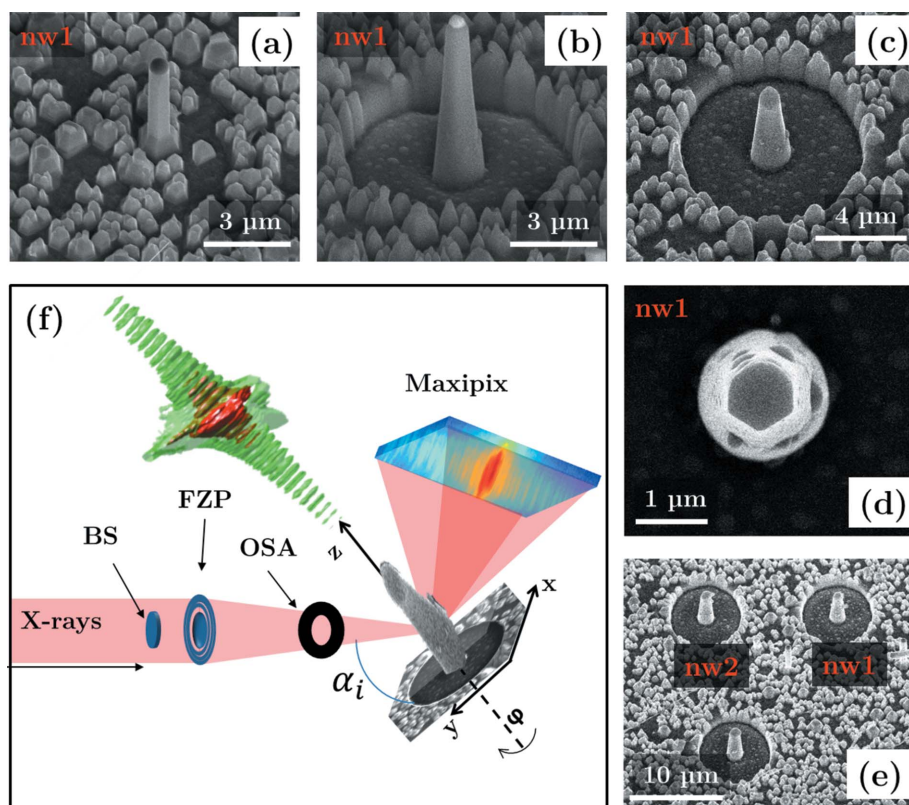 nw1
(a)
3 µm
nw1
(b)
3 µm
nw1
(c)
4 µm
(f)
Maxipix
FZP
BS
OSA
X-rays
z
x
y
φ
αi
nw1
1 µm
(d)
nw2
nw1
10 µm
(e)